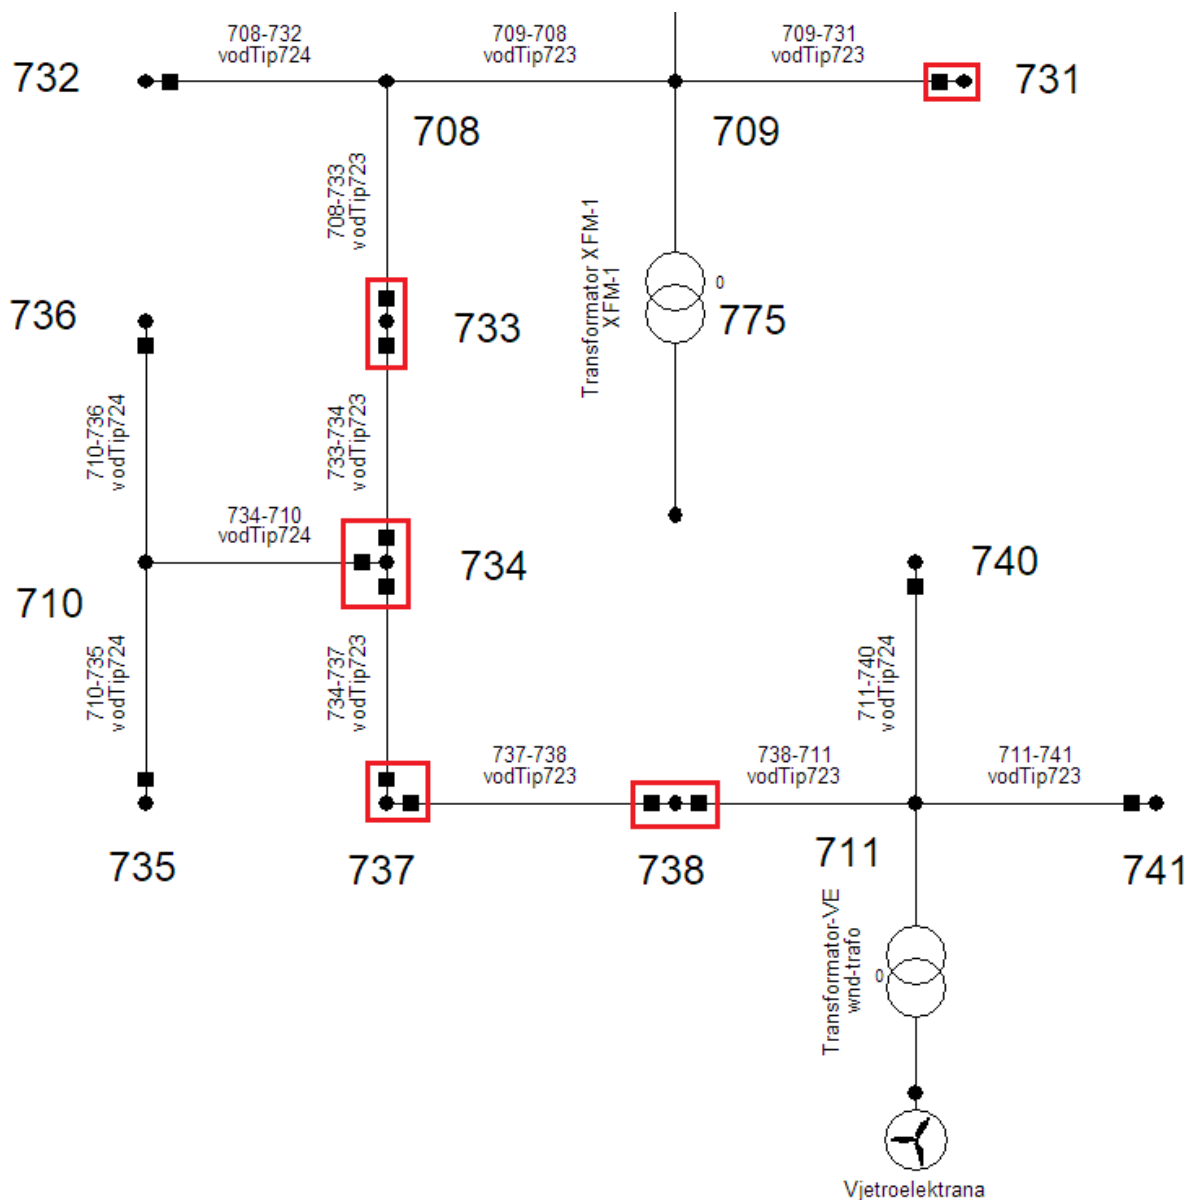 708-732
vodTip724
709-708
vodTip723
709-731
vodTip723
732
731
708
709
708-733
vodTip723
Transformator XFM-1
XFM-1
0
775
736
733
710-736
vodTip724
733-734
vodTip723
734-710
vodTip724
734
740
710
710-735
vodTip724
734-737
vodTip723
711-740
vodTip724
737-738
vodTip723
738-711
vodTip723
711-741
vodTip723
735
737
738
711
741
Transformator-VE
wnd-trafo
0
Vjetroelektrana